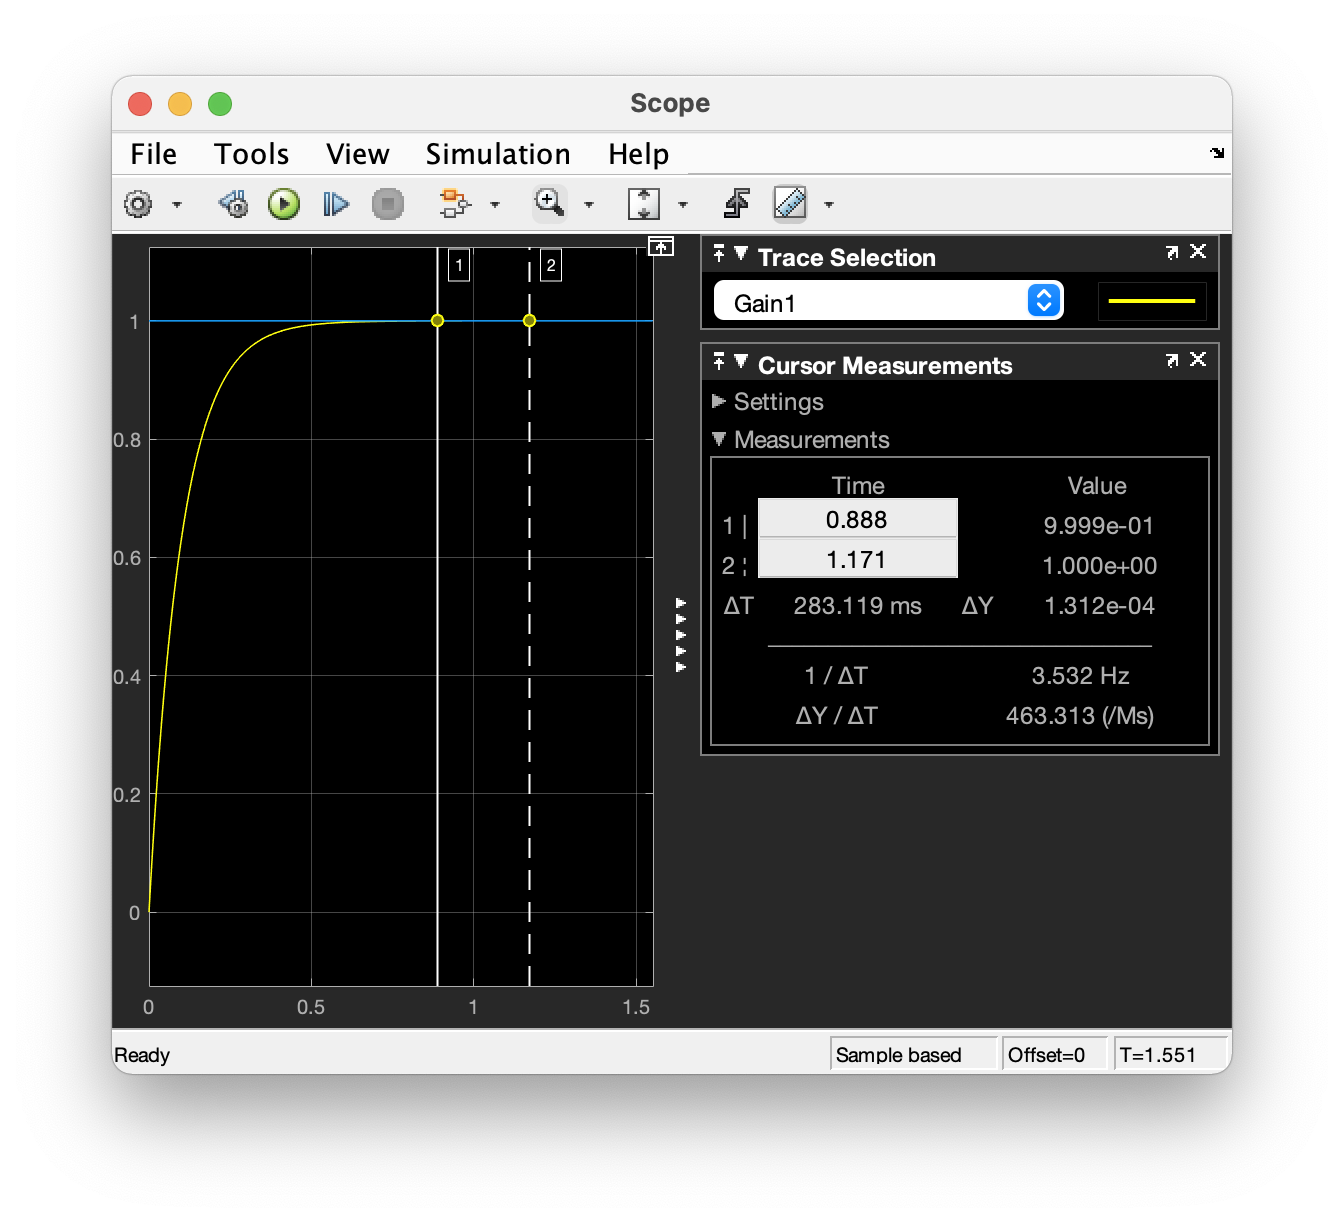 Scope
File Tools View Simulation Help
1 2
1
0.8
0.6
0.4
0.2
0
0 0.5 1 1.5
Trace Selection
Gain1
Cursor Measurements
Settings
Measurements
Time Value
1 | 0.888 9.999e-01
2 ¦ 1.171 1.000e+00
ΔT 283.119 ms ΔY 1.312e-04
1 / ΔT 3.532 Hz
ΔY / ΔT 463.313 (/Ms)
Ready Sample based Offset=0 T=1.551